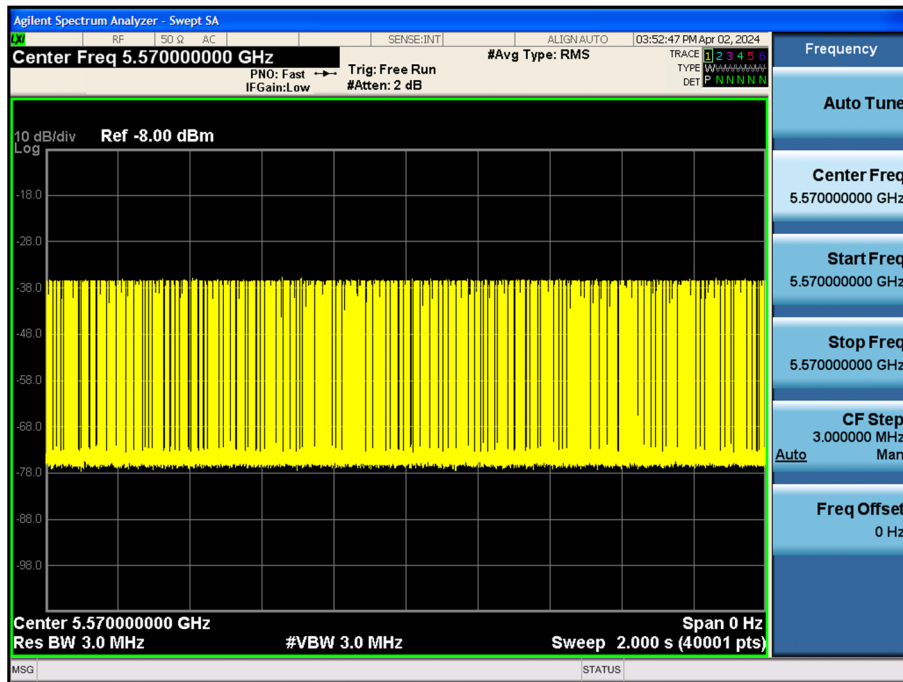 Agilent Spectrum Analyzer - Swept SA
LXI RF 50 Ω AC SENSE:INT ALIGNAUTO 03:52:47 PM Apr 02, 2024
Center Freq 5.570000000 GHz
#Avg Type: RMS
TRACE 1 2 3 4 5 6
PNO: Fast
Trig: Free Run
TYPE WWWWWW
IFGain:Low
#Atten: 2 dB
DET P N N N N N
10 dB/div Ref -8.00 dBm
Log
-18.0
-28.0
-38.0
-48.0
-58.0
-68.0
-78.0
-88.0
-98.0
Center 5.570000000 GHz Span 0 Hz
Res BW 3.0 MHz #VBW 3.0 MHz Sweep 2.000 s (40001 pts)
MSG STATUS
Frequency
Auto Tune
Center Freq
5.570000000 GHz
Start Freq
5.570000000 GHz
Stop Freq
5.570000000 GHz
CF Step
3.000000 MHz
Auto Man
Freq Offset
0 Hz